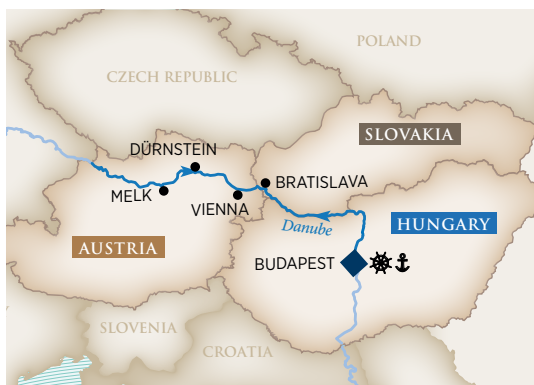 POLAND
CZECH REPUBLIC
SLOVAKIA
DÜRNSTEIN
BRATISLAVA
MELK
VIENNA
HUNGARY
Danube
AUSTRIA
BUDAPEST
SLOVENIA
CROATIA